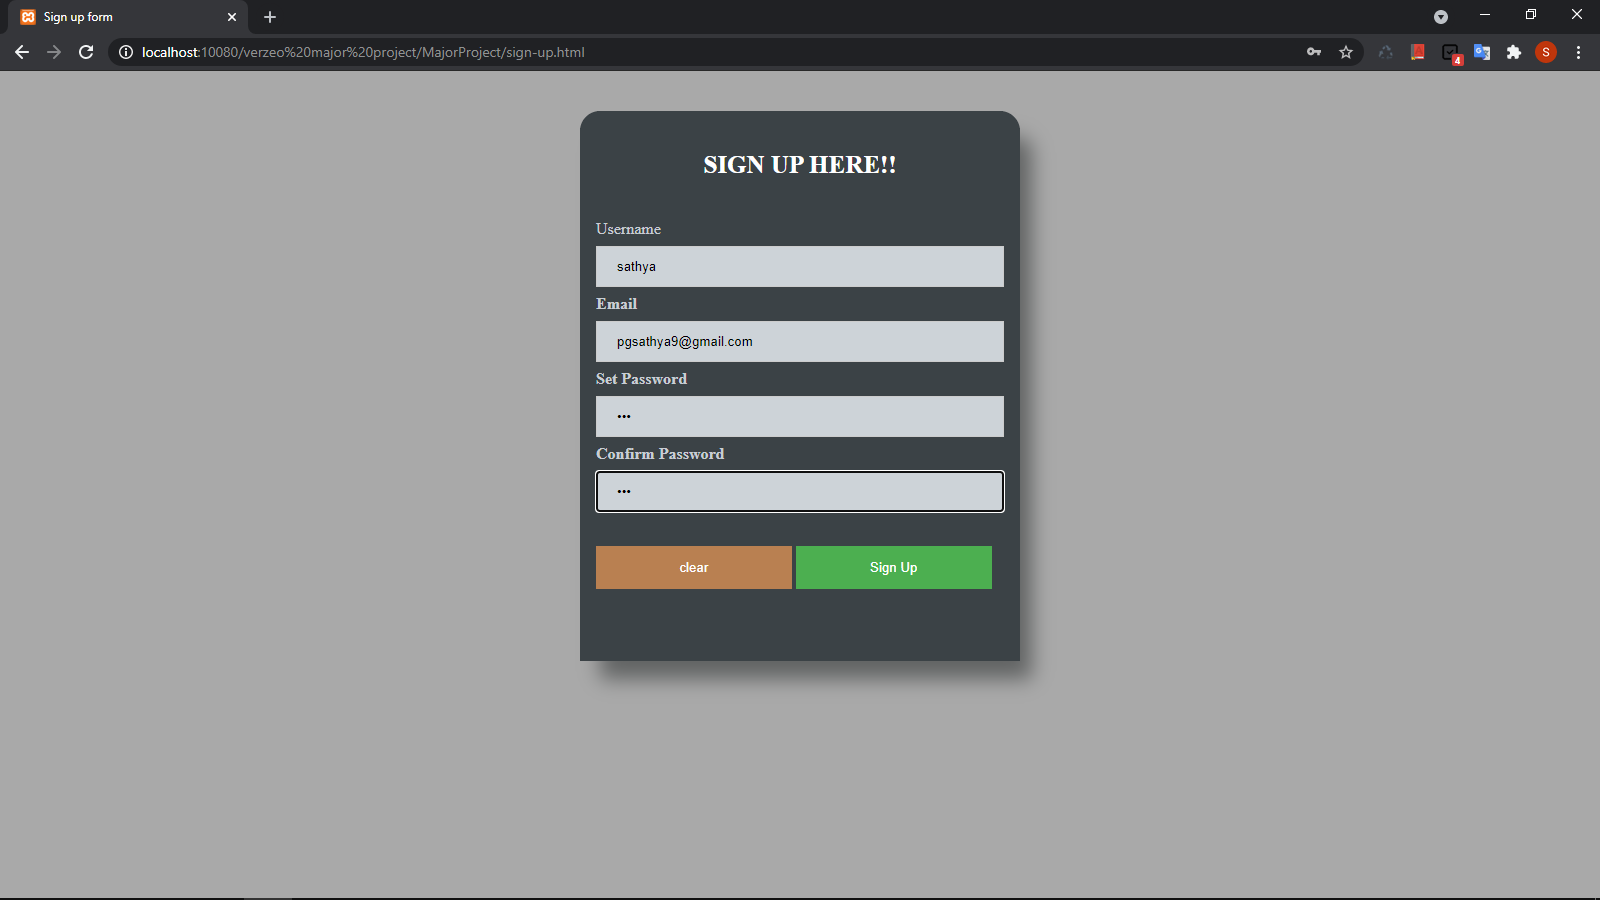 Sign up form
localhost:10080/verzeo%20major%20project/MajorProject/sign-up.html
4
S
SIGN UP HERE!!
Username
sathya
Email
pgsathya9@gmail.com
Set Password
•••
Confirm Password
•••
clear
Sign Up